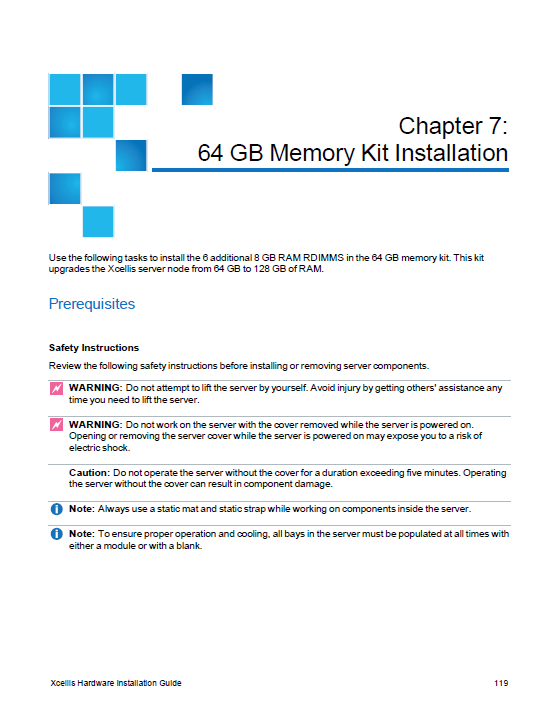 Chapter 7:
64 GB Memory Kit Installation
Use the following tasks to install the 6 additional 8 GB RAM RDIMMS in the 64 GB memory kit. This kit
upgrades the Xcellis server node from 64 GB to 128 GB of RAM.
Prerequisites
Safety Instructions
Review the following safety instructions before installing or removing server components.
WARNING: Do not attempt to lift the server by yourself. Avoid injury by getting others' assistance any
time you need to lift the server.
WARNING: Do not work on the server with the cover removed while the server is powered on.
Opening or removing the server cover while the server is powered on may expose you to a risk of
electric shock.
Caution: Do not operate the server without the cover for a duration exceeding five minutes. Operating
the server without the cover can result in component damage.
Note: Always use a static mat and static strap while working on components inside the server.
Note: To ensure proper operation and cooling, all bays in the server must be populated at all times with
either a module or with a blank.
Xcellis Hardware Installation Guide
119